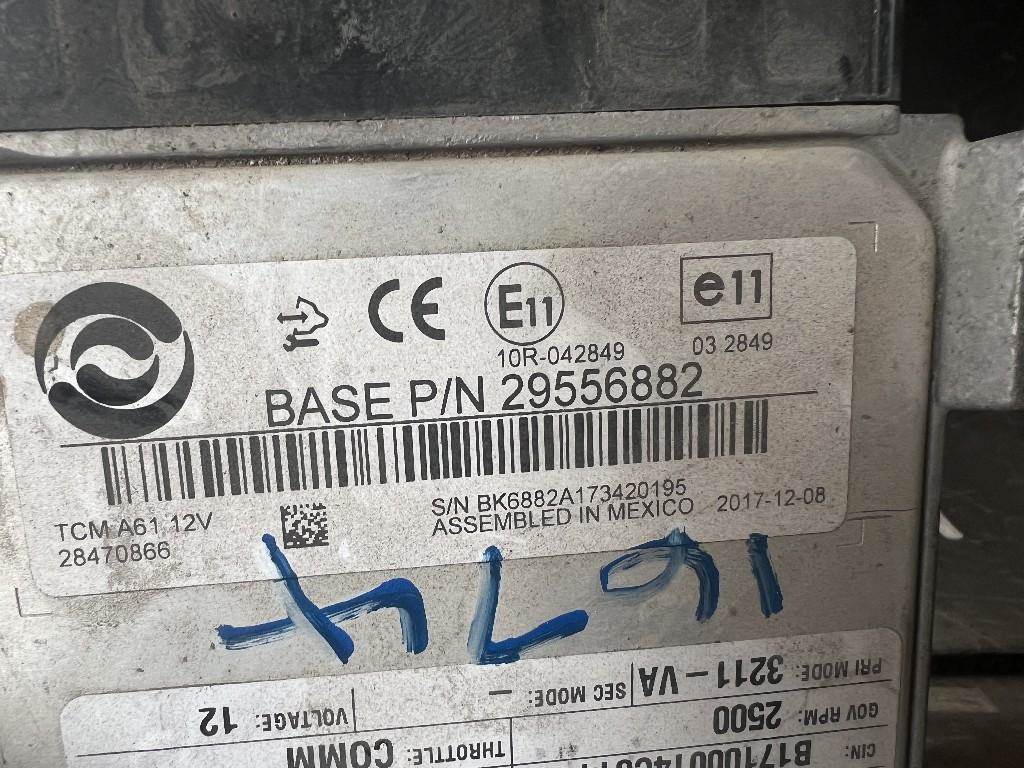 CE
E11
e11
10R-042849
03 2849
BASE P/N 29556882
S/N BK6882A173420195
TCM A61 12V
ASSEMBLED IN MEXICO 2017-12-08
28470866
1674
CIN:
THROTTLE: COMM
GOV RPM: 2500
VOLTAGE: 12
PRI MODE: 3211-VA
SEC MODE: -